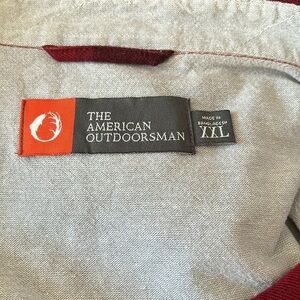 THE
AMERICAN
OUTDOORSMAN
MADE IN
BANGLADESH
XXL